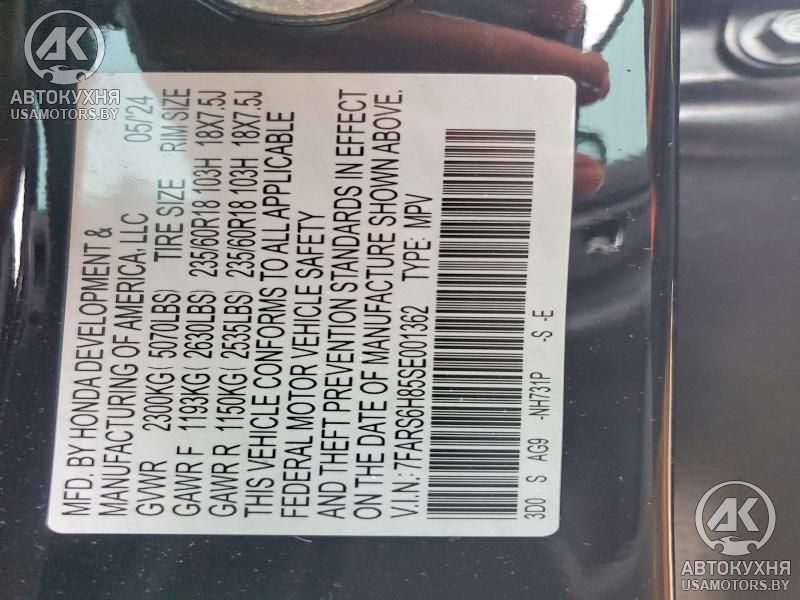 MFD. BY HONDA DEVELOPMENT &
MANUFACTURING OF AMERICA, LLC 05/'24
GVWR 2300KG( 5070LBS) TIRE SIZE RIM SIZE
GAWR F 1193KG( 2630LBS) 235/60R18 103H 18X7.5J
GAWR R 1150KG( 2535LBS) 235/60R18 103H 18X7.5J
THIS VEHICLE CONFORMS TO ALL APPLICABLE
FEDERAL MOTOR VEHICLE SAFETY
AND THEFT PREVENTION STANDARDS IN EFFECT
ON THE DATE OF MANUFACTURE SHOWN ABOVE.
V.I.N.: 7FARS6H85SE001362 TYPE: MPV
3D0 S AG9 -NH731P -S -E
АК
АВТОКУХНЯ
USAMOTORS.BY
АК
АВТОКУХНЯ
USAMOTORS.BY